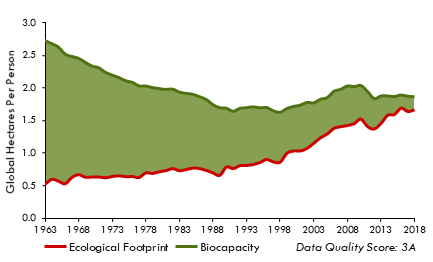 Global Hectares Per Person
3.0
2.5
2.0
1.5
1.0
0.5
0.0
1963 1968 1973 1978 1983 1988 1993 1998 2003 2008 2013 2018
Ecological Footprint Biocapacity Data Quality Score: 3A